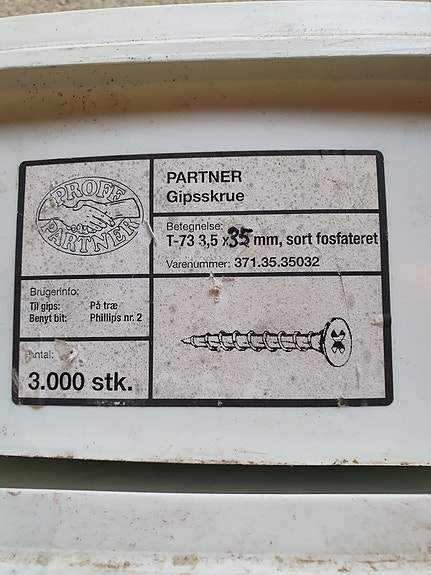 PROFF
PARTNER
PARTNER
Gipsskrue
Betegnelse:
T-73 3,5 x 35 mm, sort fosfateret
Varenummer: 371.35.35032
Brugerinfo:
Til gips: På træ
Benyt bit: Phillips nr. 2
Antal:
3.000 stk.